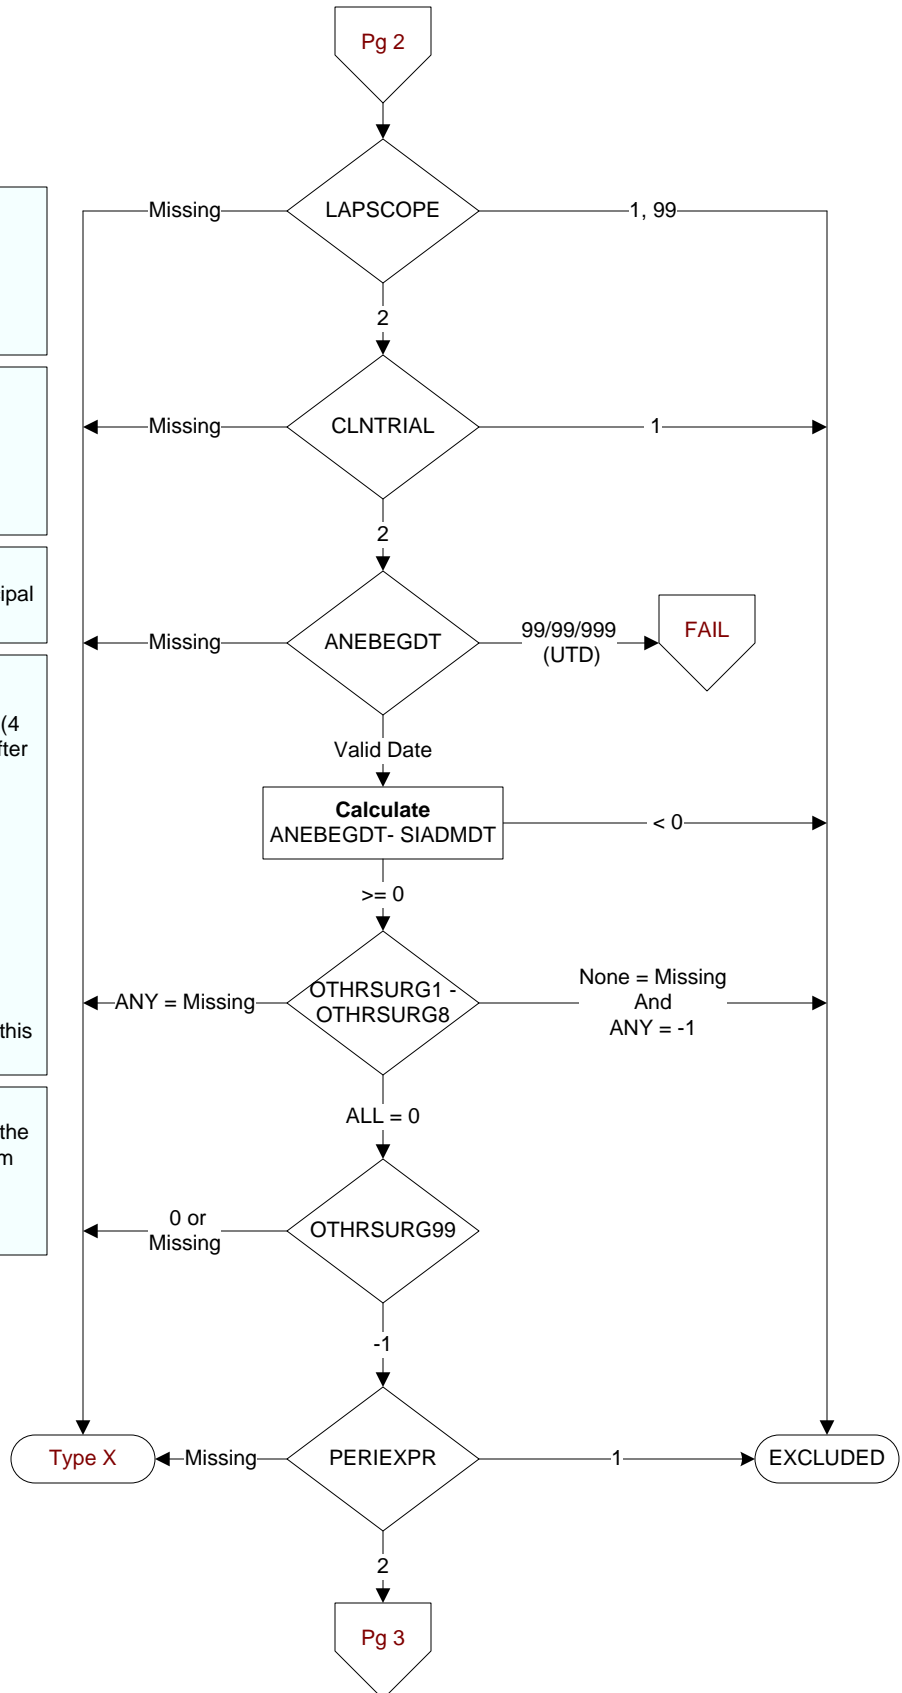 Pg 2
LAPSCOPE
Missing
1, 99
2
CLNTRIAL
Missing
1
2
ipal
ANEBEGDT
Missing
99/99/999
(UTD)
FAIL
(4
fter
Valid Date
Calculate
ANEBEGDT- SIADMDT
< 0
>= 0
OTHRSURG1 -
OTHRSURG8
ANY = Missing
None = Missing
And
ANY = -1
this
ALL = 0
the
m
OTHRSURG99
0 or
Missing
-1
Type X
Missing
PERIEXPR
1
EXCLUDED
2
Pg 3